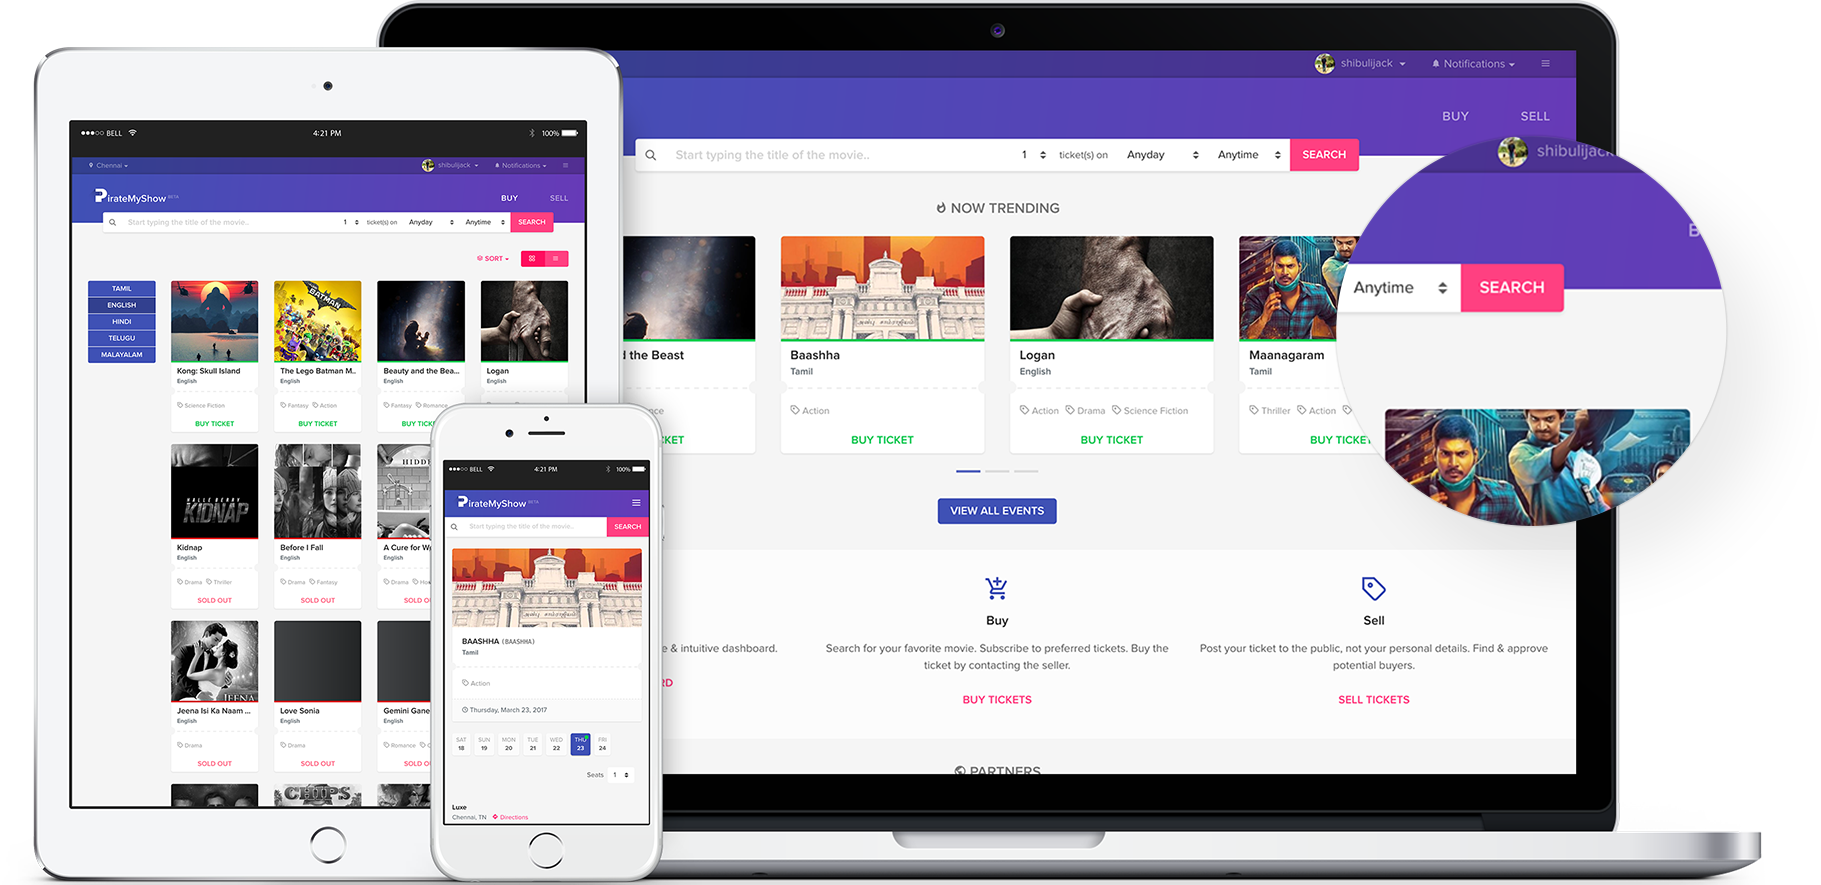 ●●●○○ BELL
4:21 PM
100%
Chennai
shibulijack
Notifications
PirateMyShow BETA
BUY
SELL
Start typing the title of the movie..
1
ticket(s) on
Anyday
Anytime
SEARCH
SORT
TAMIL
ENGLISH
HINDI
TELUGU
MALAYALAM
Kong: Skull Island
English
Science Fiction
BUY TICKET
BATMAN
The Lego Batman M..
English
Fantasy Action
BUY TICKET
Beauty and the Bea...
English
Fantasy Romance
BUY TICK
Logan
English
HALLE BERRY
KIDNAP
Kidnap
English
Drama Thriller
SOLD OUT
Before I Fall
English
Drama Fantasy
SOLD OUT
HIDD
A Cure for W
English
Drama
SOLD OU
JEENA
Jeena Isi Ka Naam ...
English
Drama
SOLD OUT
Love Sonia
English
Drama
SOLD OUT
Gemini Gane
English
Romance
SOLD OU
CHIPS
●●●○○ BELL
4:21 PM
100%
PirateMyShow BETA
Start typing the title of the movie..
SEARCH
BAASHHA (BAASHHA)
Tamil
Action
Thursday, March 23, 2017
SAT SUN MON TUE WED THU FRI
18 19 20 21 22 23 24
Seats 1
Luxe
Chennai, TN Directions
shibulijack
Notifications
BUY
SELL
Start typing the title of the movie..
1
ticket(s) on
Anyday
Anytime
SEARCH
NOW TRENDING
d the Beast
nce
KET
Baashha
Tamil
Action
BUY TICKET
Logan
English
Action Drama Science Fiction
BUY TICKET
Maanagaram
Tamil
Thriller Action
BUY TICKE
VIEW ALL EVENTS
e & intuitive dashboard.
RD
Buy
Search for your favorite movie. Subscribe to preferred tickets. Buy the
ticket by contacting the seller.
BUY TICKETS
Sell
Post your ticket to the public, not your personal details. Find & approve
potential buyers.
SELL TICKETS
PARTNERS
shibulijack
B
Anytime
SEARCH